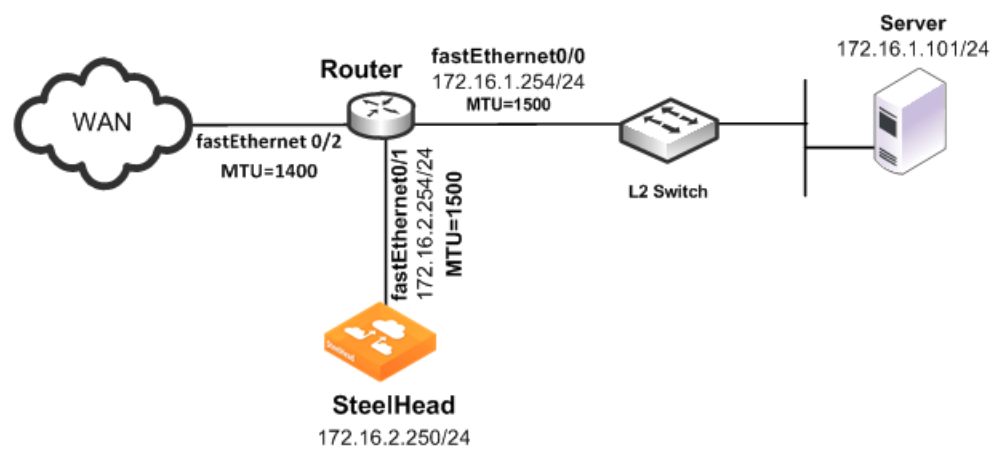 Server
172.16.1.101/24
fastEthernet0/0
172.16.1.254/24
MTU=1500
Router
WAN
fastEthernet 0/2
MTU=1400
L2 Switch
fastEthernet0/1
172.16.2.254/24
MTU=1500
SteelHead
SteelHead
172.16.2.250/24